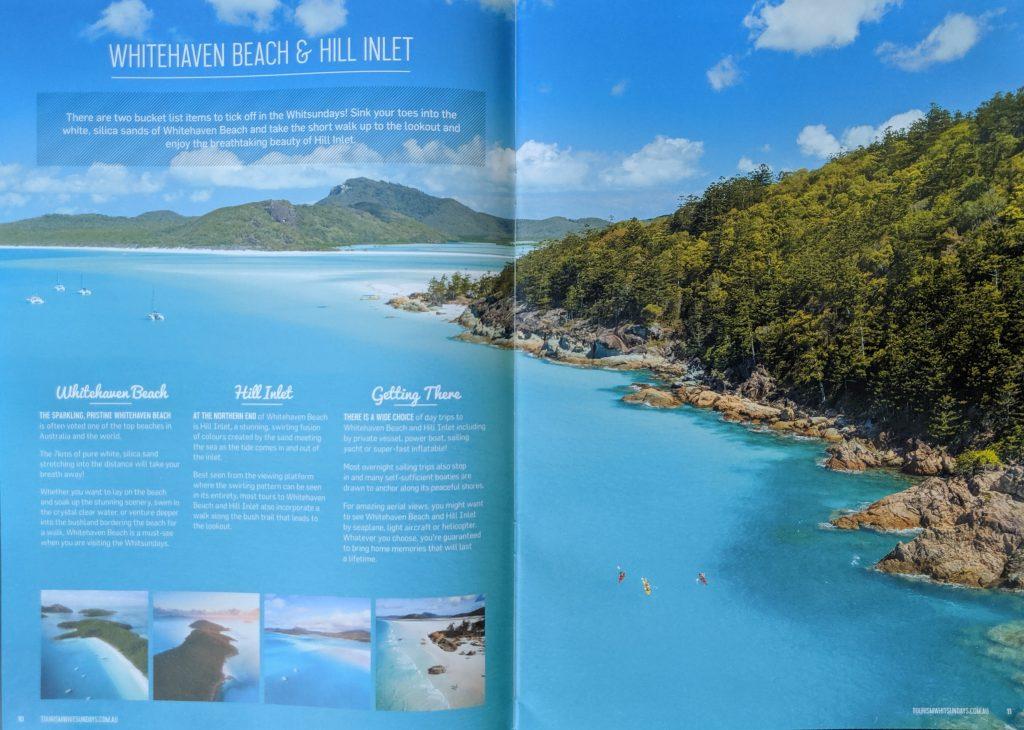 WHITEHAVEN BEACH & HILL INLET
There are two bucket list items to tick off in the Whitsundays! Sink your toes into the
white, silica sands of Whitehaven Beach and take the short walk up to the lookout and
enjoy the breathtaking beauty of Hill Inlet.
Whitehaven Beach
THE SPARKLING, PRISTINE WHITEHAVEN BEACH
is often voted one of the top beaches in
Australia and the world.
The 7kms of pure white, silica sand
stretching into the distance will take your
breath away!
Whether you want to lay on the beach
and soak up the stunning scenery, swim in
the crystal clear water, or venture deeper
into the bushland bordering the beach for
a walk, Whitehaven Beach is a must-see
when you are visiting the Whitsundays.
Hill Inlet
AT THE NORTHERN END of Whitehaven Beach
is Hill Inlet, a stunning, swirling fusion
of colours created by the sand meeting
the sea as the tide comes in and out of
the inlet.
Best seen from the viewing platform
where the swirling pattern can be seen
in its entirety, most tours to Whitehaven
Beach and Hill Inlet also incorporate a
walk along the bush trail that leads to
the lookout.
Getting There
THERE IS A WIDE CHOICE of day trips to
Whitehaven Beach and Hill Inlet including
by private vessel, power boat, sailing
yacht or super-fast inflatable!
Most overnight sailing trips also stop
in and many self-sufficient boaties are
drawn to anchor along its peaceful shores.
For amazing aerial views, you might want
to see Whitehaven Beach and Hill Inlet
by seaplane, light aircraft or helicopter.
Whatever you choose, you're guaranteed
to bring home memories that will last
a lifetime.
10 TOURISMWHITSUNDAYS.COM.AU
TOURISMWHITSUNDAYS.COM.AU 11